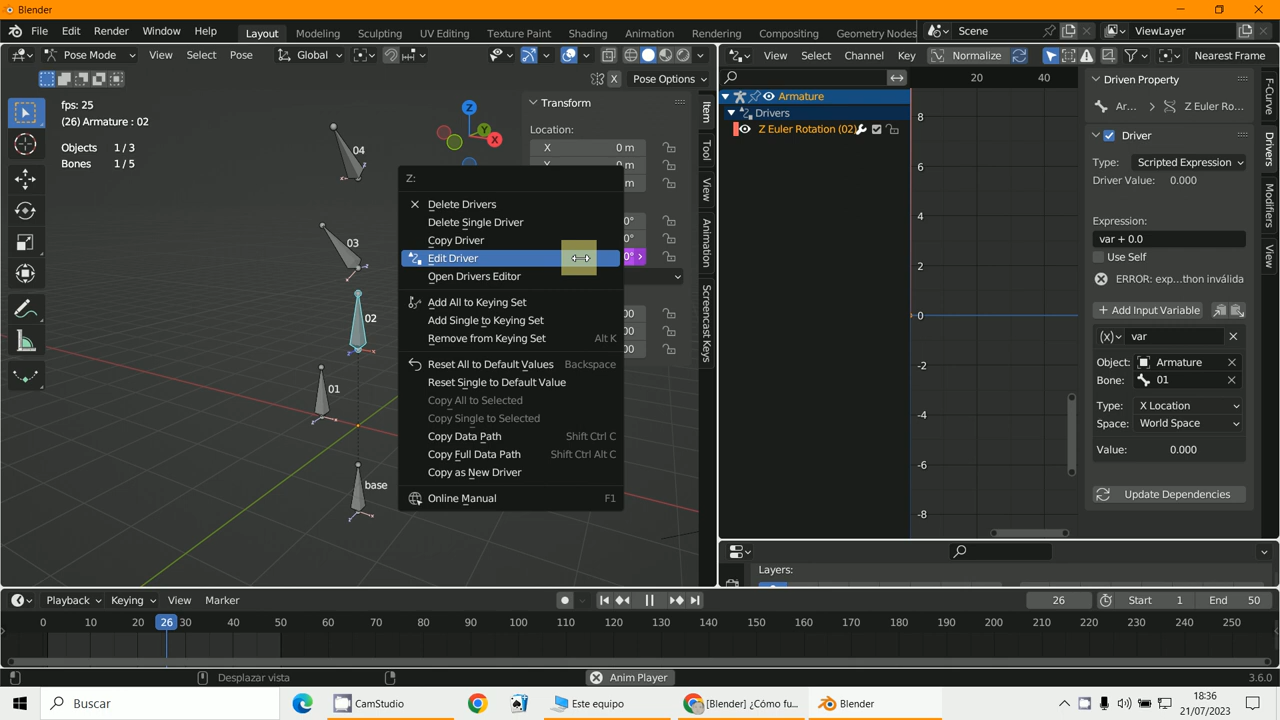 Blender
File Edit Render Window Help Layout Modeling Sculpting UV Editing Texture Paint Shading Animation Rendering Compositing Geometry Nodes Scene ViewLayer
Pose Mode View Select Pose Global
View Select Channel Key Normalize Nearest Frame
X Pose Options
fps: 25
(26) Armature : 02
Objects 1 / 3
Bones 1 / 5
04
03
02
01
base
Z
Y
X
Transform
Location:
X 0 m
0 m
m
0°
0°
0°
00
00
00
Item
Tool
View
Animation
Screencast Keys
Z:
Delete Drivers
Delete Single Driver
Copy Driver
Edit Driver
Open Drivers Editor
Add All to Keying Set
Add Single to Keying Set
Remove from Keying Set Alt K
Reset All to Default Values Backspace
Reset Single to Default Value
Copy All to Selected
Copy Single to Selected
Copy Data Path Shift Ctrl C
Copy Full Data Path Shift Ctrl Alt C
Copy as New Driver
Online Manual F1
20 40
Armature
Drivers
Z Euler Rotation (02)
8
6
4
2
0
-2
-4
-6
-8
Driven Property
Ar... Z Euler Ro...
Driver
Type: Scripted Expression
Driver Value: 0.000
Expression:
var + 0.0
Use Self
ERROR: exp...thon inválida
Add Input Variable
(x) var
Object: Armature
Bone: 01
Type: X Location
Space: World Space
Value: 0.000
Update Dependencies
F-Curve
Drivers
Modifiers
View
Layers:
Playback Keying View Marker 26 Start 1 End 50
0 10 20 26 30 40 50 60 70 80 90 100 110 120 130 140 150 160 170 180 190 200 210 220 230 240 250
Desplazar vista Anim Player 3.6.0
Buscar CamStudio Este equipo [Blender] ¿Cómo fu... Blender
18:36
21/07/2023